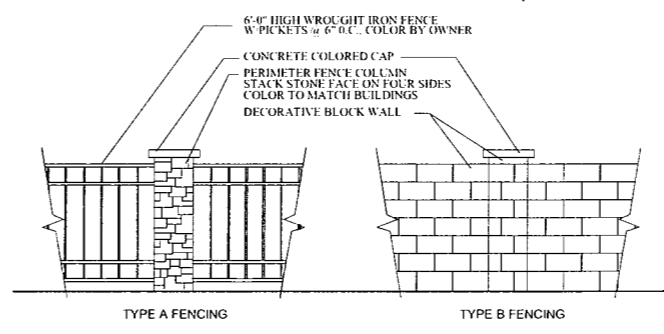 6'-0" HIGH WROUGHT IRON FENCE
W/PICKETS @ 6" O.C., COLOR BY OWNER
CONCRETE COLORED CAP
PERIMETER FENCE COLUMN
STACK STONE FACE ON FOUR SIDES
COLOR TO MATCH BUILDINGS
DECORATIVE BLOCK WALL
TYPE A FENCING
TYPE B FENCING